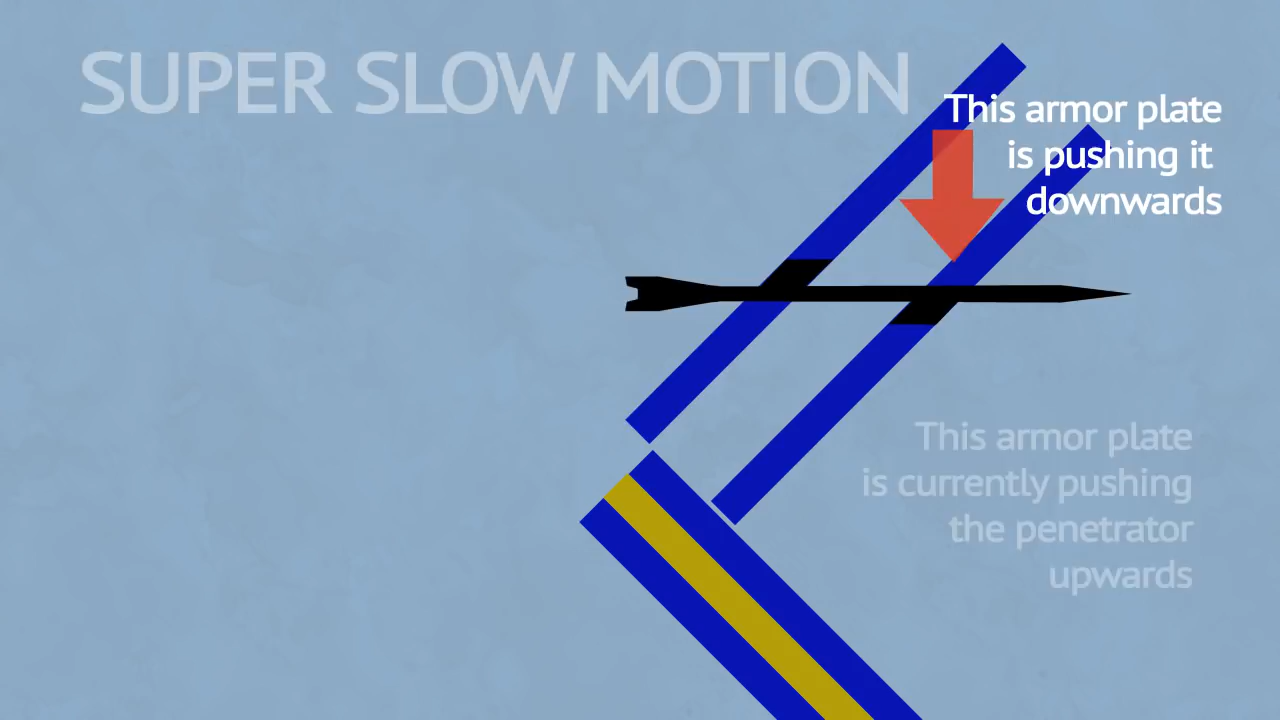 SUPER SLOW MOTION
This armor plate
is pushing it
downwards
This armor plate
is currently pushing
the penetrator
upwards